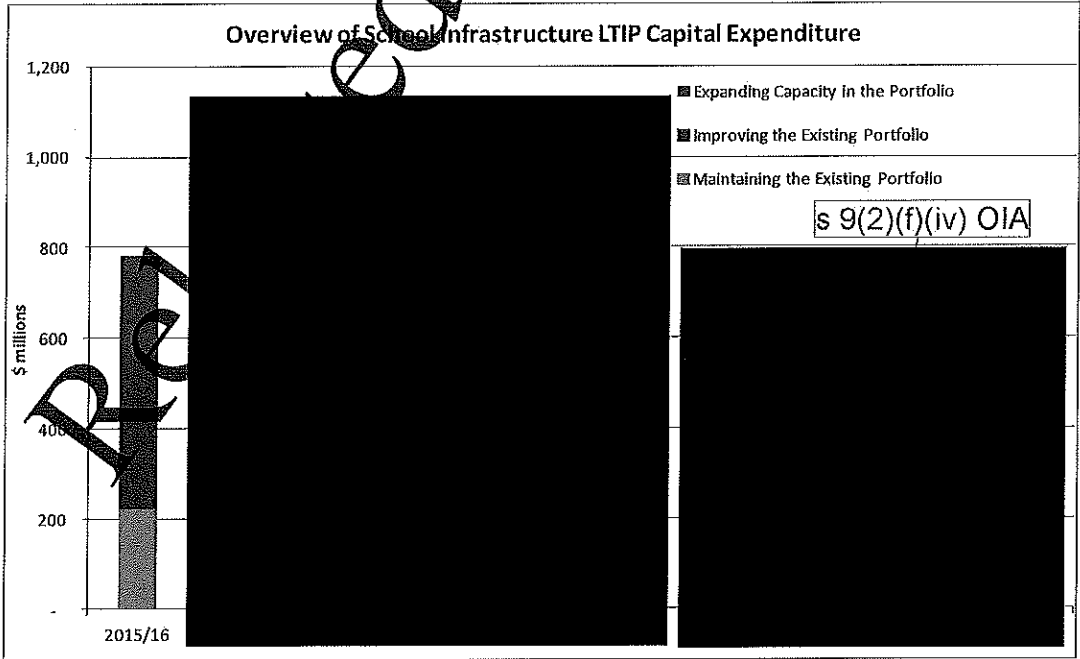 Overview of School Infrastructure LTIP Capital Expenditure
1,200
1,000
800
600
400
200
-
$ millions
2015/16
Expanding Capacity in the Portfolio
Improving the Existing Portfolio
Maintaining the Existing Portfolio
s 9(2)(f)(iv) OIA